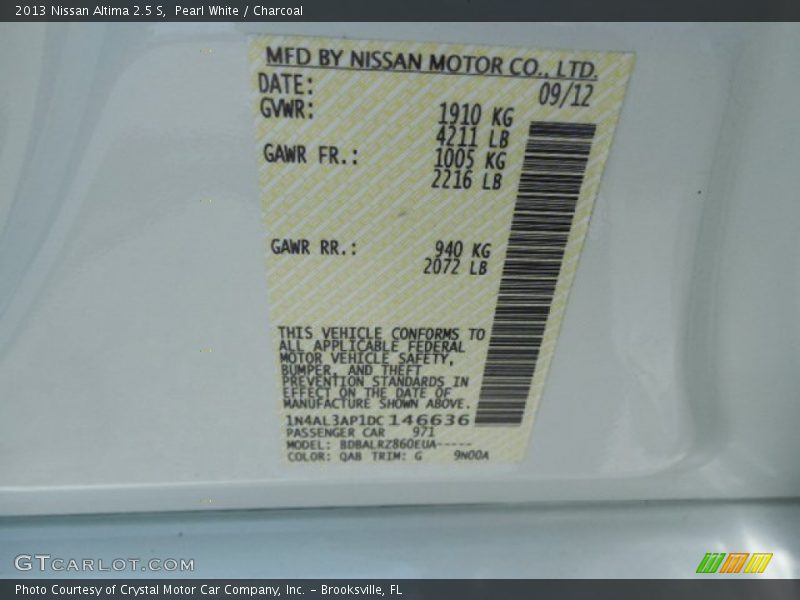 2013 Nissan Altima 2.5 S, Pearl White / Charcoal
MFD BY NISSAN MOTOR CO., LTD.
DATE: 09/12
GVWR: 1910 KG
4211 LB
GAWR FR.: 1005 KG
2216 LB
GAWR RR.: 940 KG
2072 LB
THIS VEHICLE CONFORMS TO
ALL APPLICABLE FEDERAL
MOTOR VEHICLE SAFETY,
BUMPER, AND THEFT
PREVENTION STANDARDS IN
EFFECT ON THE DATE OF
MANUFACTURE SHOWN ABOVE.
1N4AL3AP1DC146636
PASSENGER CAR 971
MODEL: BDBALRZ860EUA-----
COLOR: QAB TRIM: G 9N00A
GTCARLOT.COM
Photo Courtesy of Crystal Motor Car Company, Inc. - Brooksville, FL